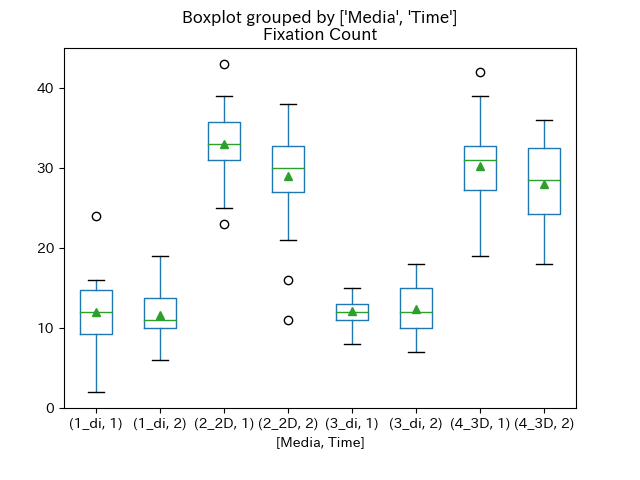 Boxplot grouped by ['Media', 'Time']
Fixation Count
40
30
20
10
0
(1_di, 1) (1_di, 2) (2_2D, 1) (2_2D, 2) (3_di, 1) (3_di, 2) (4_3D, 1) (4_3D, 2)
[Media, Time]